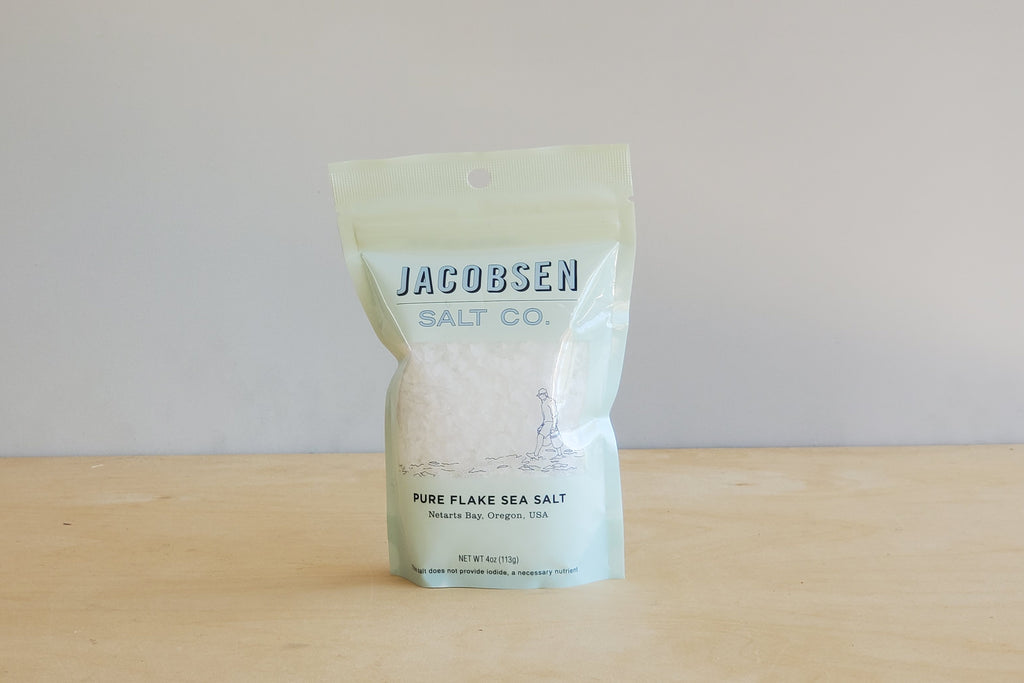 JACOBSEN
SALT CO.
PURE FLAKE SEA SALT
Netarts Bay, Oregon, USA
NET WT 4oz (113g)
salt does not provide iodide, a necessary nutrient